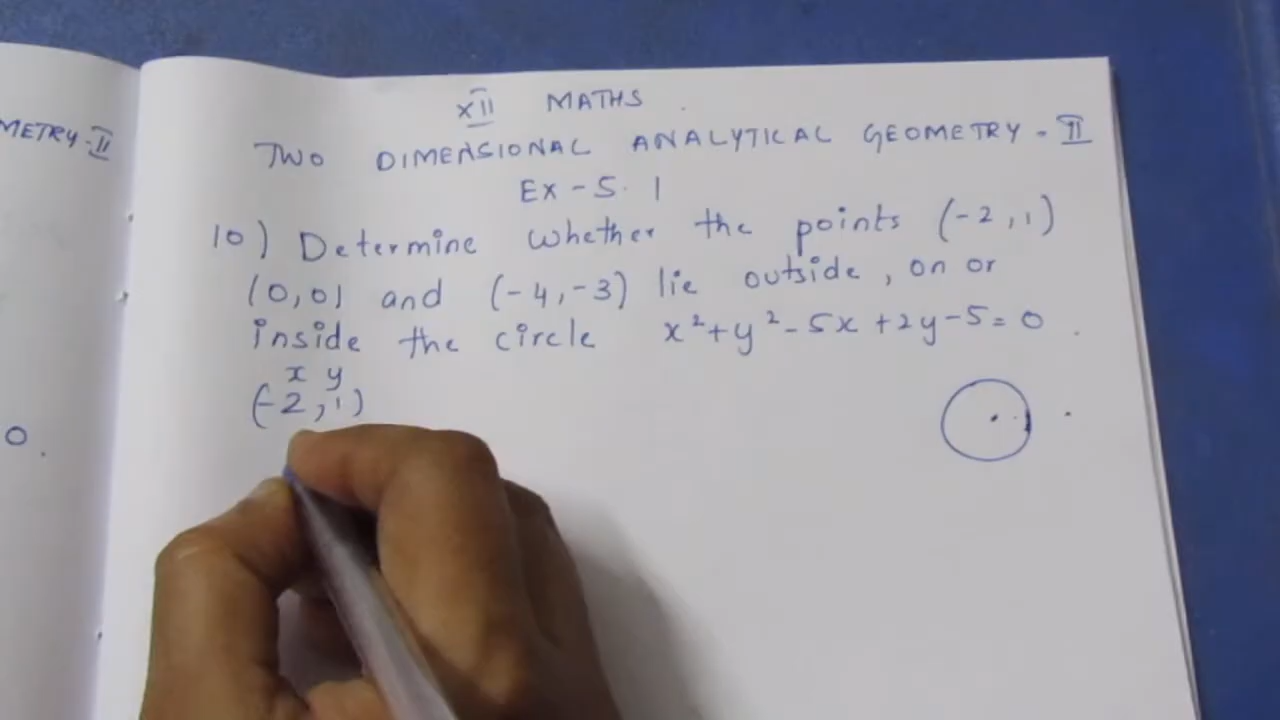 METRY-II
0.
XII MATHS.
TWO DIMENSIONAL ANALYTICAL GEOMETRY-II
Ex-5.1
10) Determine whether the points (-2,1)
(0,0) and (-4,-3) lie outside, on or
inside the circle x²+y²-5x+2y-5=0.
x y
(-2,1)